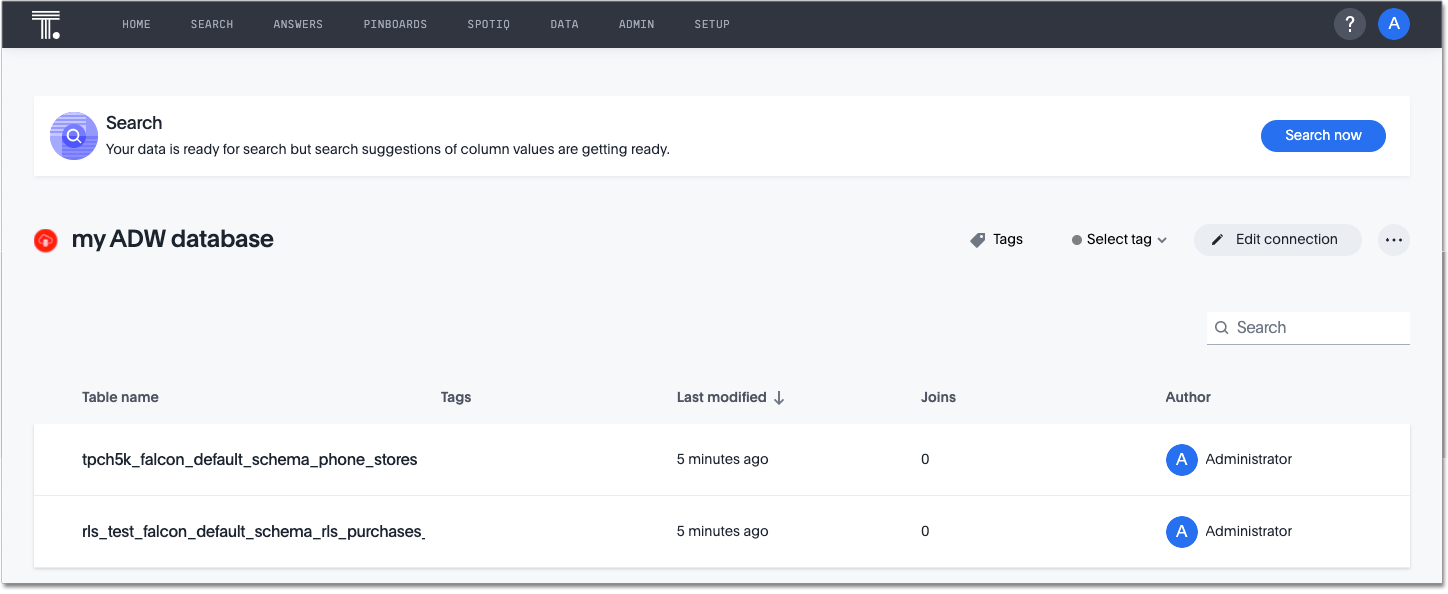 T. HOME SEARCH ANSWERS PINBOARDS SPOTIQ DATA ADMIN SETUP ? A
Search
Your data is ready for search but search suggestions of column values are getting ready.
Search now
my ADW database Tags Select tag Edit connection ...
Search
Table name Tags Last modified Joins Author
tpch5k_falcon_default_schema_phone_stores 5 minutes ago 0 A Administrator
rls_test_falcon_default_schema_rls_purchases_ 5 minutes ago 0 A Administrator